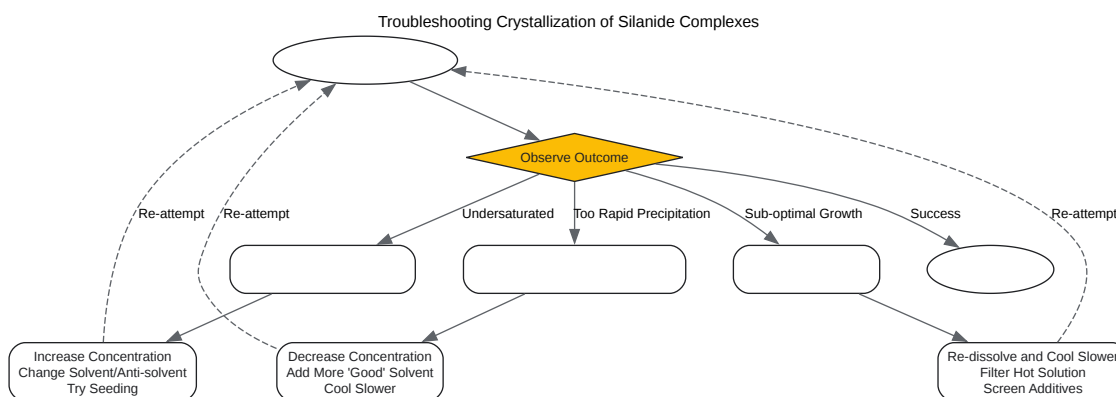 Troubleshooting Crystallization of Silanide Complexes
Observe Outcome
Undersaturated
Too Rapid Precipitation
Sub-optimal Growth
Success
Re-attempt
Re-attempt
Re-attempt
Increase Concentration
Change Solvent/Anti-solvent
Try Seeding
Decrease Concentration
Add More 'Good' Solvent
Cool Slower
Re-dissolve and Cool Slower
Filter Hot Solution
Screen Additives